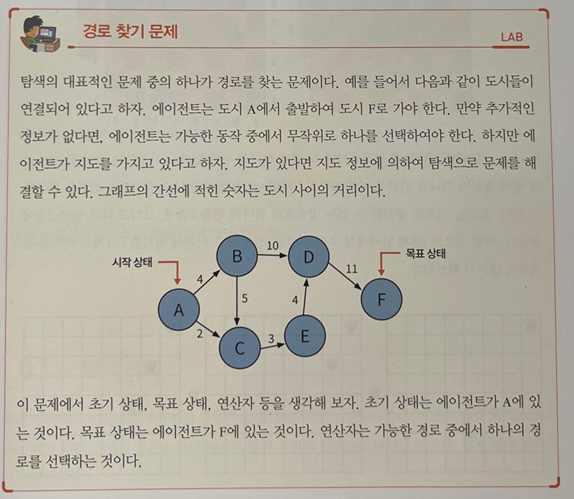 경로 찾기 문제
LAB
탐색의 대표적인 문제 중의 하나가 경로를 찾는 문제이다. 예를 들어서 다음과 같이 도시들이
연결되어 있다고 하자. 에이전트는 도시 A에서 출발하여 도시 F로 가야 한다. 만약 추가적인
정보가 없다면, 에이전트는 가능한 동작 중에서 무작위로 하나를 선택하여야 한다. 하지만 에
이전트가 지도를 가지고 있다고 하자. 지도가 있다면 지도 정보에 의하여 탐색으로 문제를 해
결할 수 있다. 그래프의 간선에 적힌 숫자는 도시 사이의 거리이다.
시작 상태
목표 상태
B
10
D
4
11
A
5
4
F
2
C
3
E
이 문제에서 초기 상태, 목표 상태, 연산자 등을 생각해 보자. 초기 상태는 에이전트가 A에 있
는 것이다. 목표 상태는 에이전트가 F에 있는 것이다. 연산자는 가능한 경로 중에서 하나의 경
로를 선택하는 것이다.